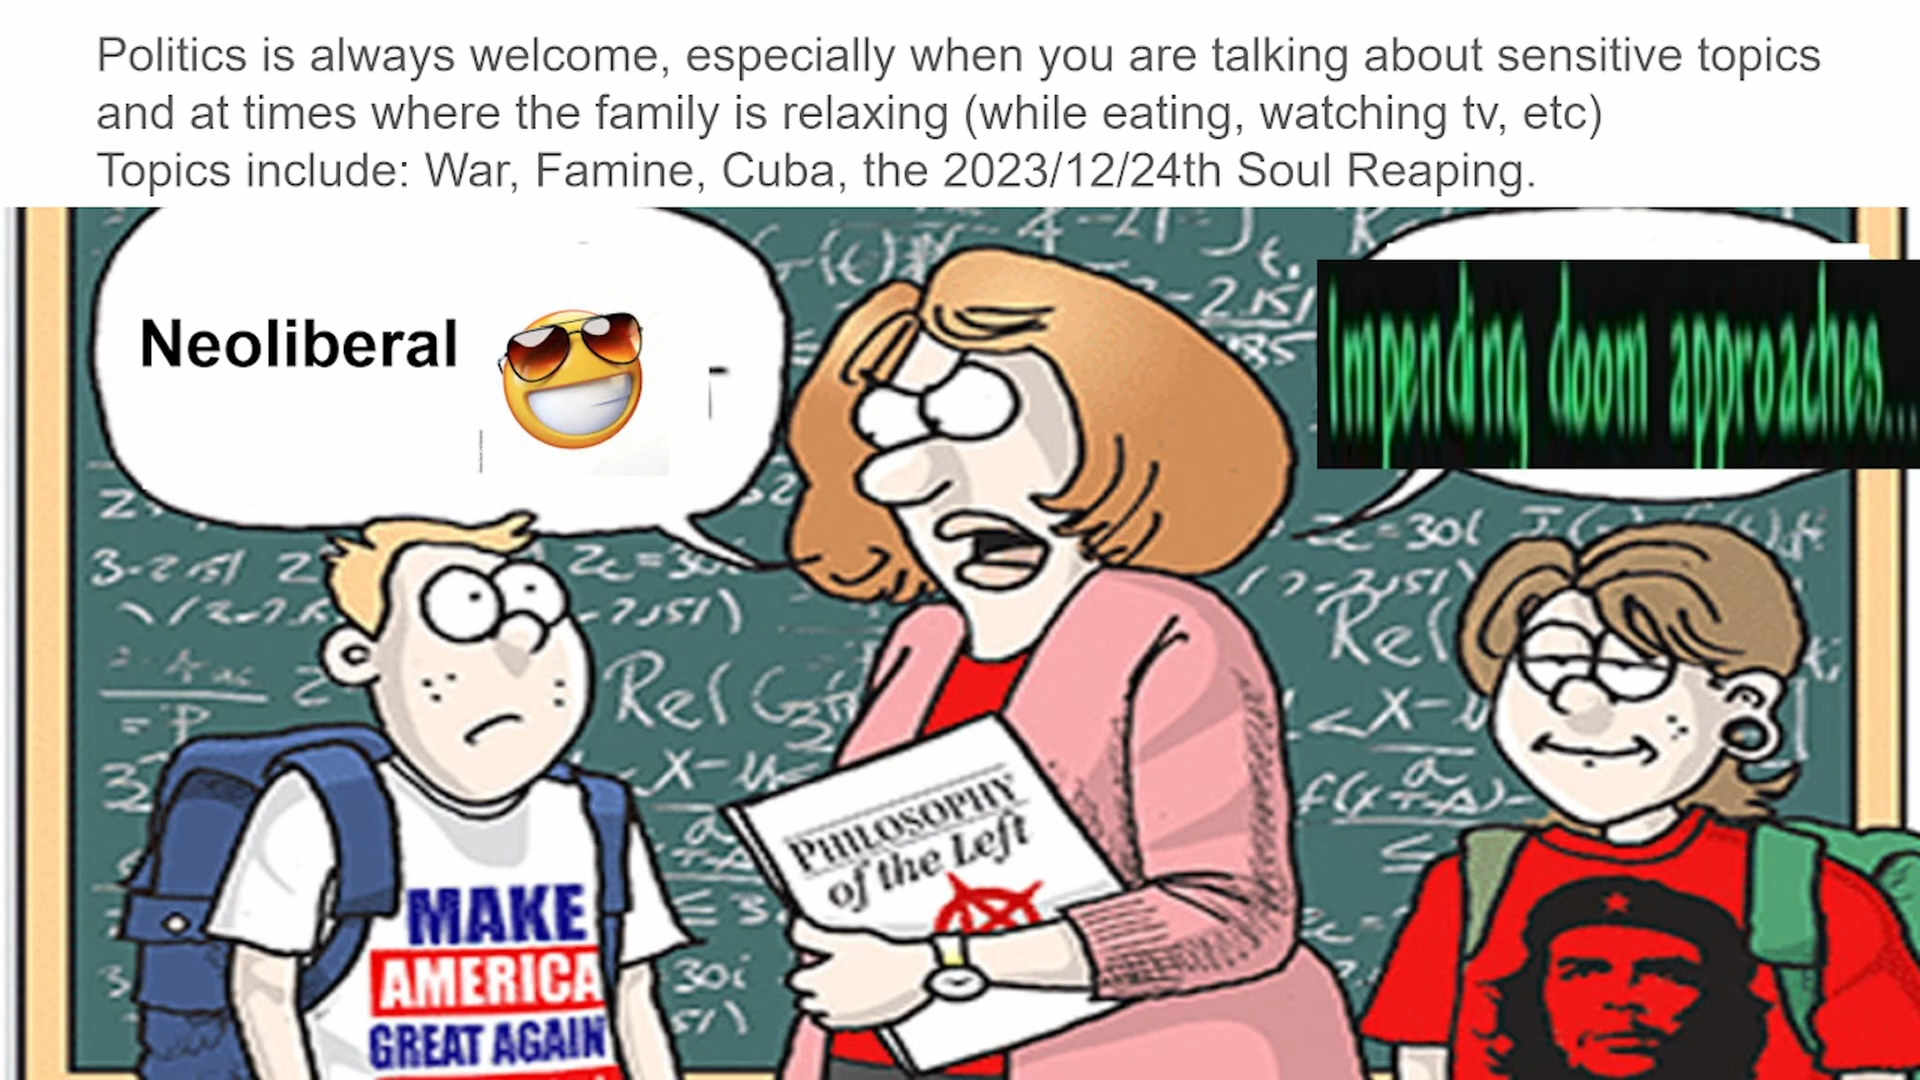 Politics is always welcome, especially when you are talking about sensitive topics
and at times where the family is relaxing (while eating, watching tv, etc)
Topics include: War, Famine, Cuba, the 2023/12/24th Soul Reaping.
Neoliberal
Impending doom approaches...
PHILOSOPHY
of the Left
MAKE
AMERICA
GREAT AGAIN